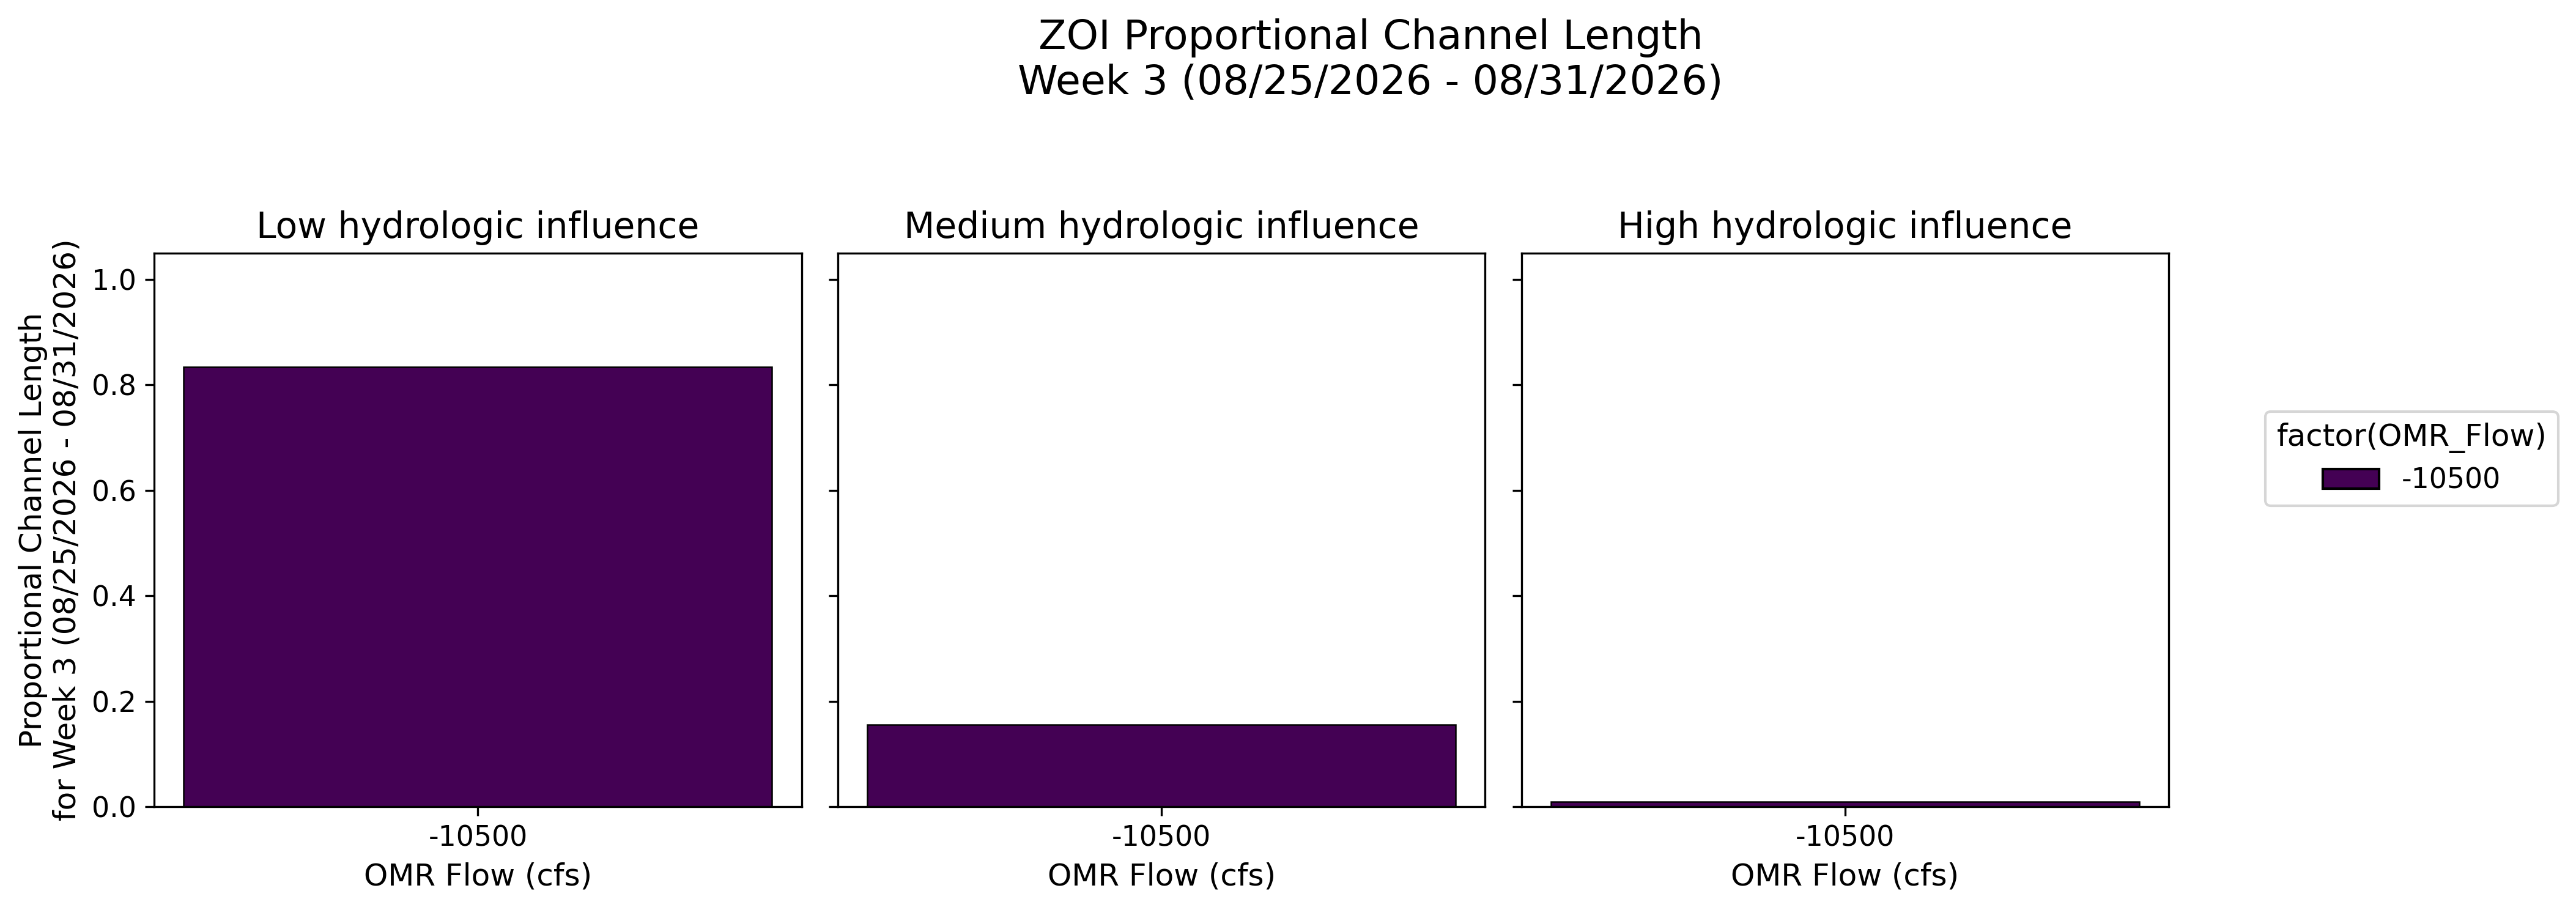 ZOI Proportional Channel Length
Week 3 (08/25/2026 - 08/31/2026)
Low hydrologic influence
Medium hydrologic influence
High hydrologic influence
Proportional Channel Length
for Week 3 (08/25/2026 - 08/31/2026)
1.0
0.8
0.6
0.4
0.2
0.0
-10500
-10500
-10500
OMR Flow (cfs)
OMR Flow (cfs)
OMR Flow (cfs)
factor(OMR_Flow)
-10500